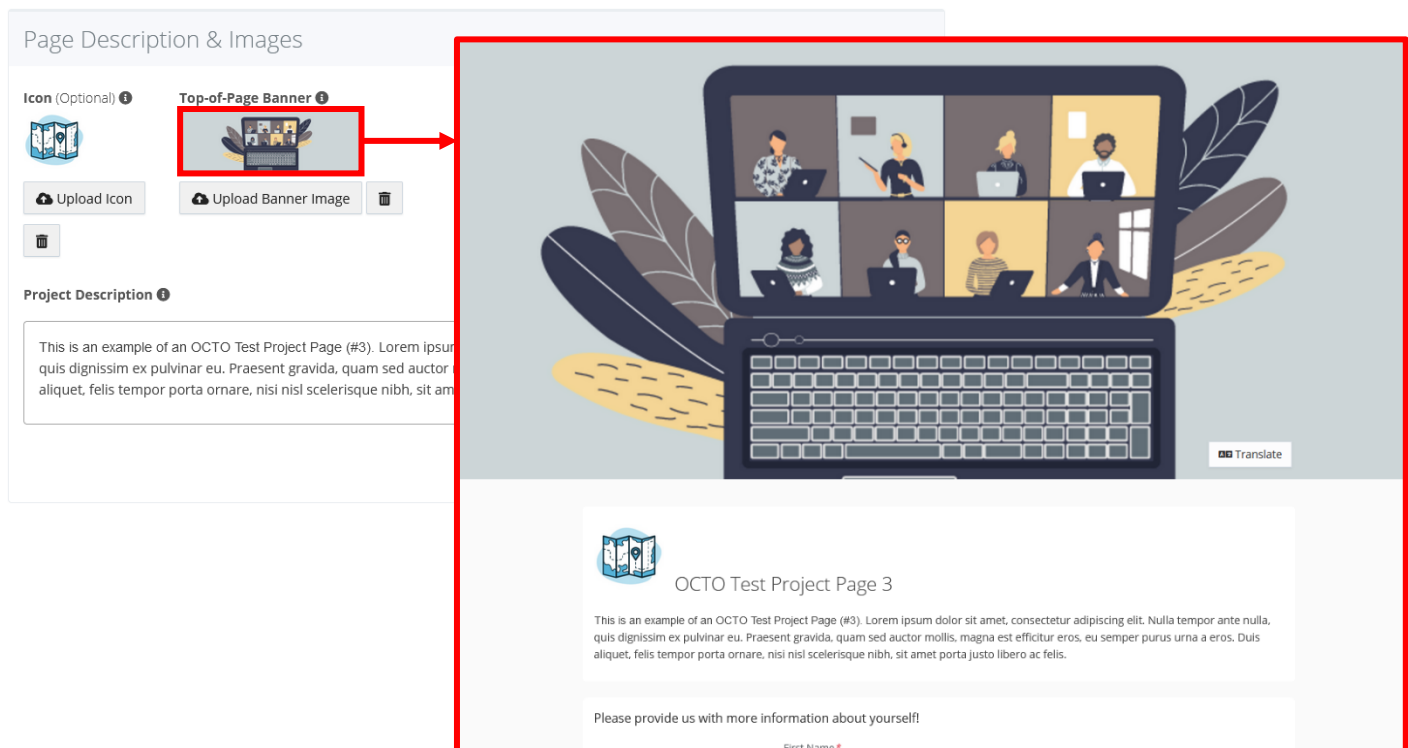 Page Description & Images
Icon (Optional)
Top-of-Page Banner
Upload Icon
Upload Banner Image
Project Description
This is an example of an OCTO Test Project Page (#3). Lorem ipsum
quis dignissim ex pulvinar eu. Praesent gravida, quam sed auctor
aliquet, felis tempor porta ornare, nisi nisl scelerisque nibh, sit am
Translate
OCTO Test Project Page 3
This is an example of an OCTO Test Project Page (#3). Lorem ipsum dolor sit amet, consectetur adipiscing elit. Nulla tempor ante nulla,
quis dignissim ex pulvinar eu. Praesent gravida, quam sed auctor mollis, magna est efficitur eros, eu semper purus urna a eros. Duis
aliquet, felis tempor porta ornare, nisi nisl scelerisque nibh, sit amet porta justo libero ac felis.
Please provide us with more information about yourself!
First Name *